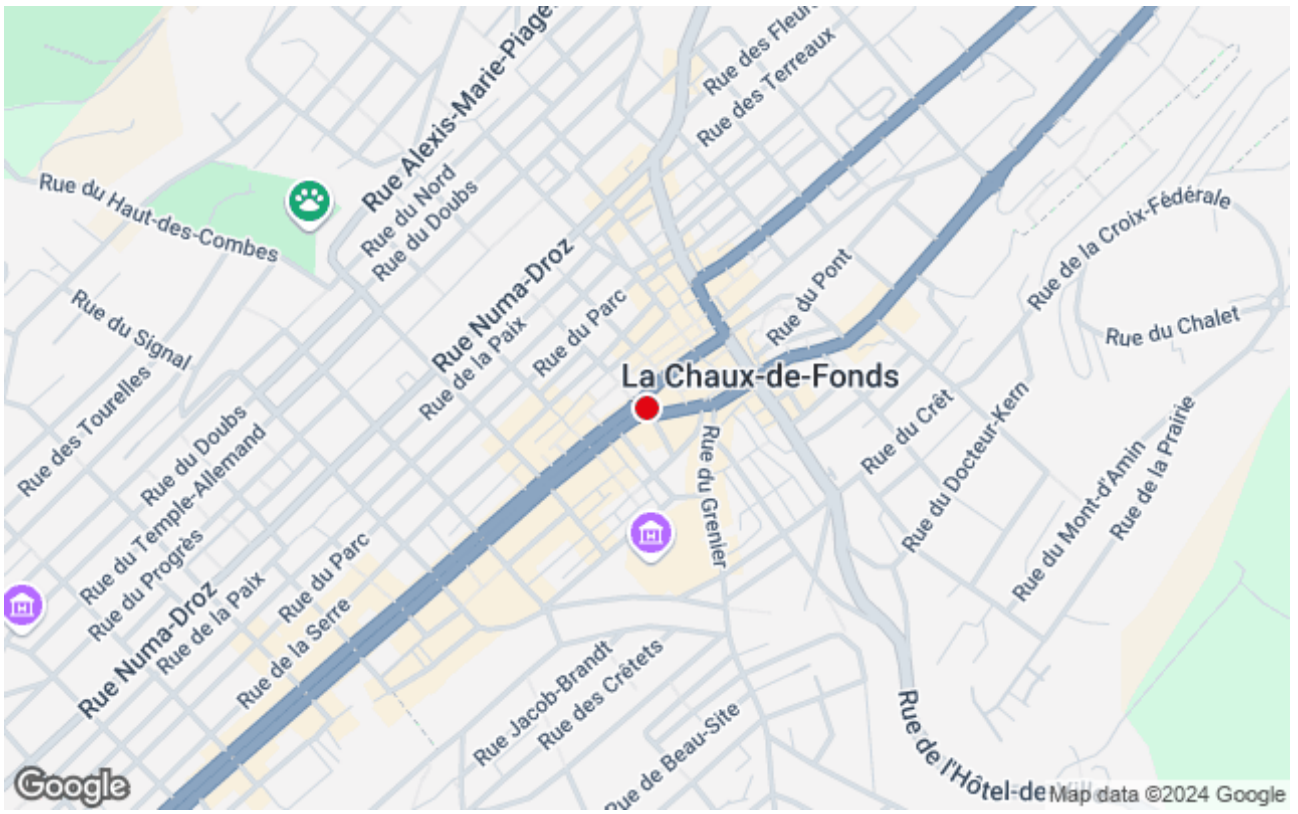 Rue des Fleurs
Rue Alexis-Marie-Piaget
Rue des Terreaux
Rue du Haut-des-Combes
Rue du Nord
Rue du Doubs
Rue de la Croix-Fédérale
Rue Numa-Droz
Rue du Pont
Rue du Signal
Rue du Parc
Rue de la Paix
Rue du Chalet
La Chaux-de-Fonds
Rue des Tourelles
Rue du Doubs
Rue du Crêt
Rue du Docteur-Kern
Rue du Temple-Allemand
Rue du Grenier
Rue du Mont-d'Amin
Rue de la Prairie
Rue du Progrès
Rue du Parc
Rue de la Paix
Rue Numa-Droz
Rue de la Serre
Rue Jacob-Brandt
Rue des Crêtets
Rue de Beau-Site
Rue de l'Hôtel-de-Ville
Google
Map data ©2024 Google